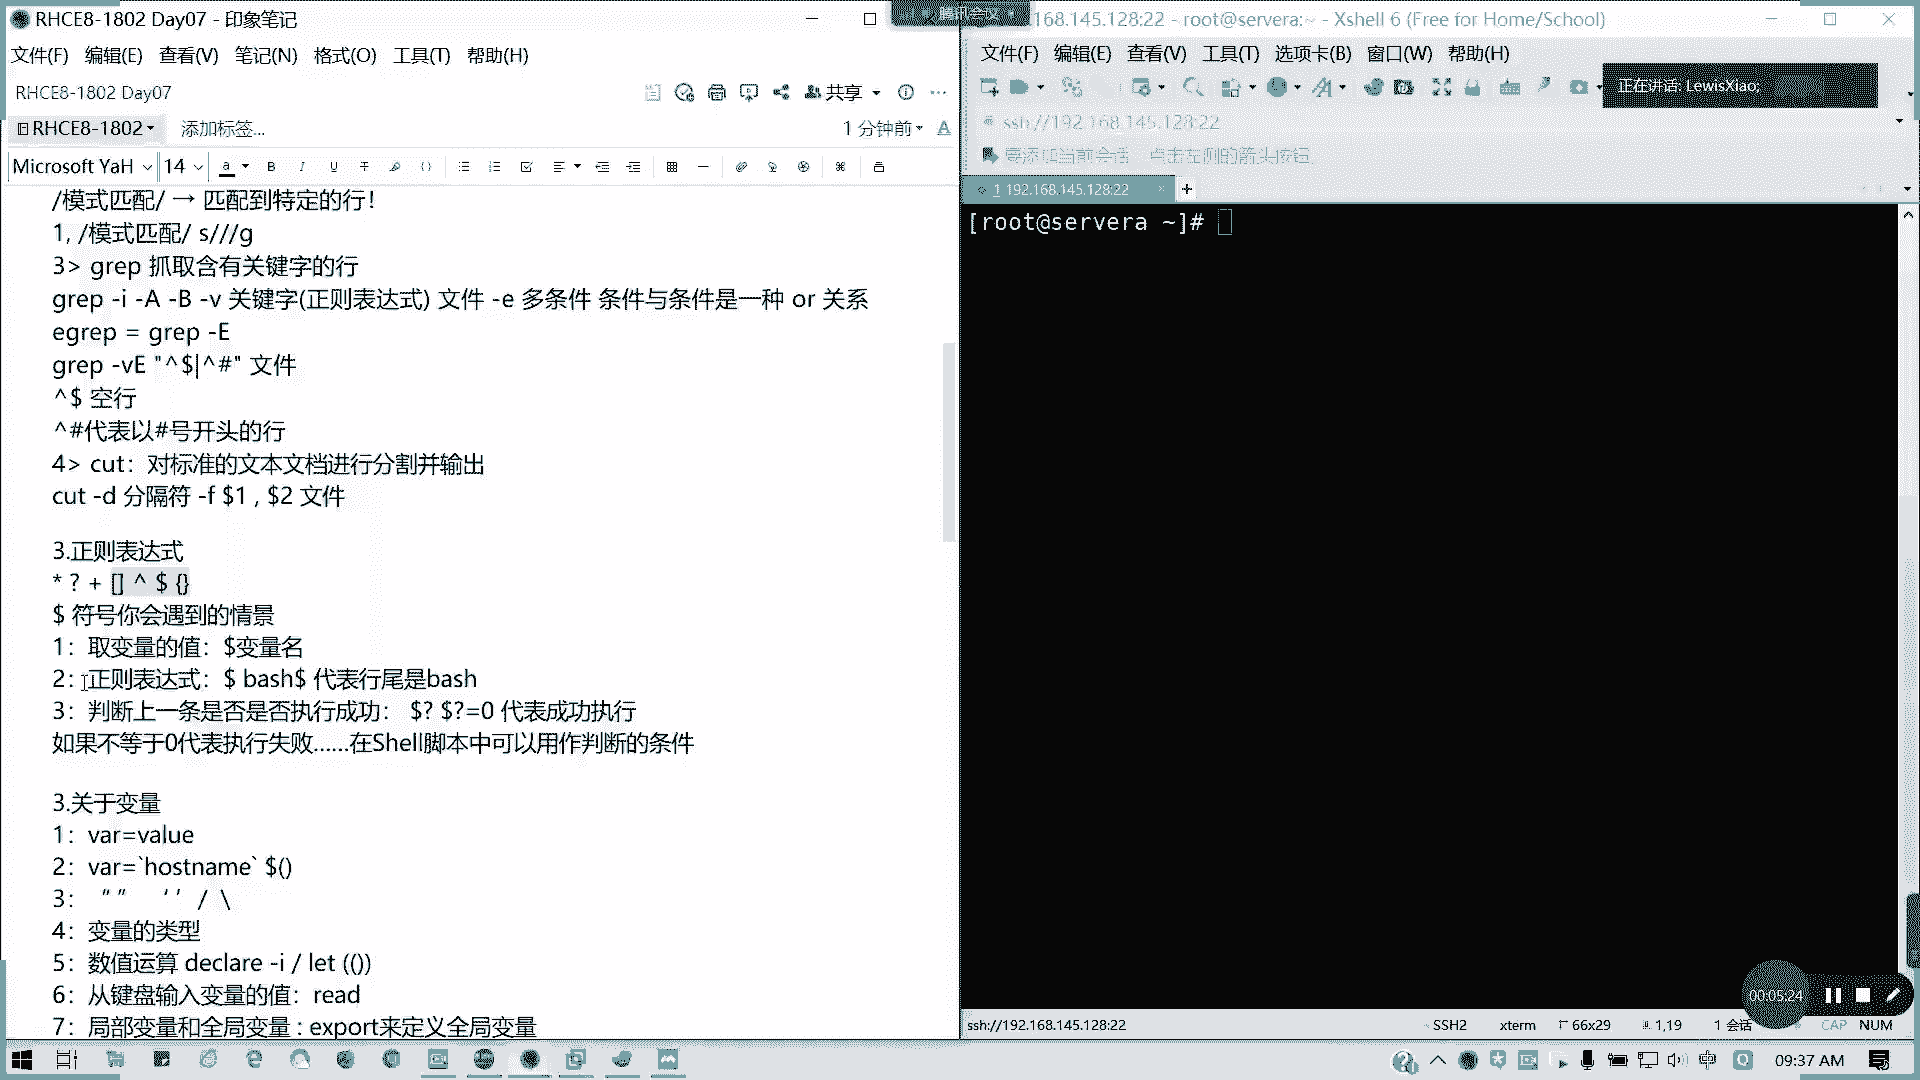 RHCE8-1802 Day07 - 印象笔记
文件(F) 编辑(E) 查看(V) 笔记(N) 格式(O) 工具(T) 帮助(H)
RHCE8-1802 Day07
共享
RHCE8-1802 添加标签...
1 分钟前
Microsoft YaH 14
/模式匹配/ → 匹配到特定的行！
1, /模式匹配/ s///g
3> grep 抓取含有关键字的行
grep -i -A -B -v 关键字(正则表达式) 文件 -e 多条件 条件与条件是一种 or 关系
egrep = grep -E
grep -vE "^$|^#" 文件
^$ 空行
^#代表以#号开头的行
4> cut：对标准的文本文档进行分割并输出
cut -d 分隔符 -f $1 , $2 文件
3.正则表达式
* ? + [] ^ $ {}
$ 符号你会遇到的情景
1：取变量的值：$变量名
2：正则表达式：$ bash$ 代表行尾是bash
3：判断上一条是否是否执行成功： $? $?=0 代表成功执行
如果不等于0代表执行失败......在Shell脚本中可以用作判断的条件
3.关于变量
1：var=value
2：var=`hostname` $()
3： “ ” ‘ ’ / \
4：变量的类型
5：数值运算 declare -i / let (())
6：从键盘输入变量的值：read
7：局部变量和全局变量 : export来定义全局变量
腾讯会议
168.145.128:22 - root@servera:~ - Xshell 6 (Free for Home/School)
文件(F) 编辑(E) 查看(V) 工具(T) 选项卡(B) 窗口(W) 帮助(H)
正在讲话: LewisXiao;
ssh://192.168.145.128:22
要添加当前会话，点击左侧的箭头按钮。
1 192.168.145.128:22
[root@servera ~]#
00:05:24
ssh://192.168.145.128:22 SSH2 xterm 66x29 1,19 1 会话 CAP NUM
中 09:37 AM